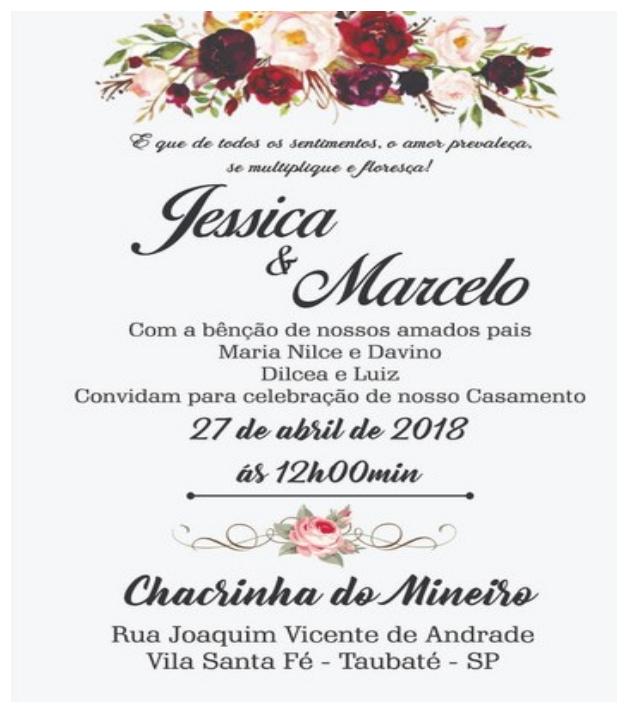 E que de todos os sentimentos, o amor prevaleça,
se multiplique e floresça!
Jessica
&
Marcelo
Com a bênção de nossos amados pais
Maria Nilce e Davino
Dilcea e Luiz
Convidam para celebração de nosso Casamento
27 de abril de 2018
ás 12h00min
Chacrinha do Mineiro
Rua Joaquim Vicente de Andrade
Vila Santa Fé - Taubaté - SP